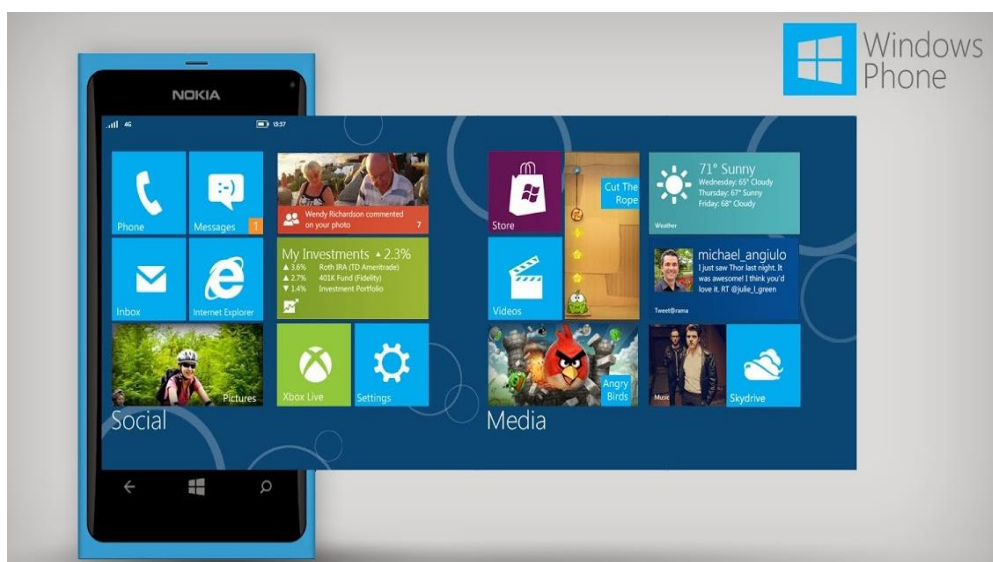 Windows
Phone
NOKIA
4G
13:37
Phone
Messages
1
Wendy Richardson commented
on your photo
7
Inbox
Internet Explorer
My Investments ▲ 2.3%
▲ 3.6% Roth IRA (TD Ameritrade)
▲ 2.7% 401K Fund (Fidelity)
▼ 1.4% Investment Portfolio
Pictures
Xbox Live
Settings
Social
Store
Cut The
Rope
71° Sunny
Wednesday: 65° Cloudy
Thursday: 67° Sunny
Friday: 68° Cloudy
Weather
Videos
michael_angiulo
I just saw Thor last night. It
was awesome! I think you'd
love it. RT @julie_l_green
Tweet@rama
Angry
Birds
Music
Skydrive
Media